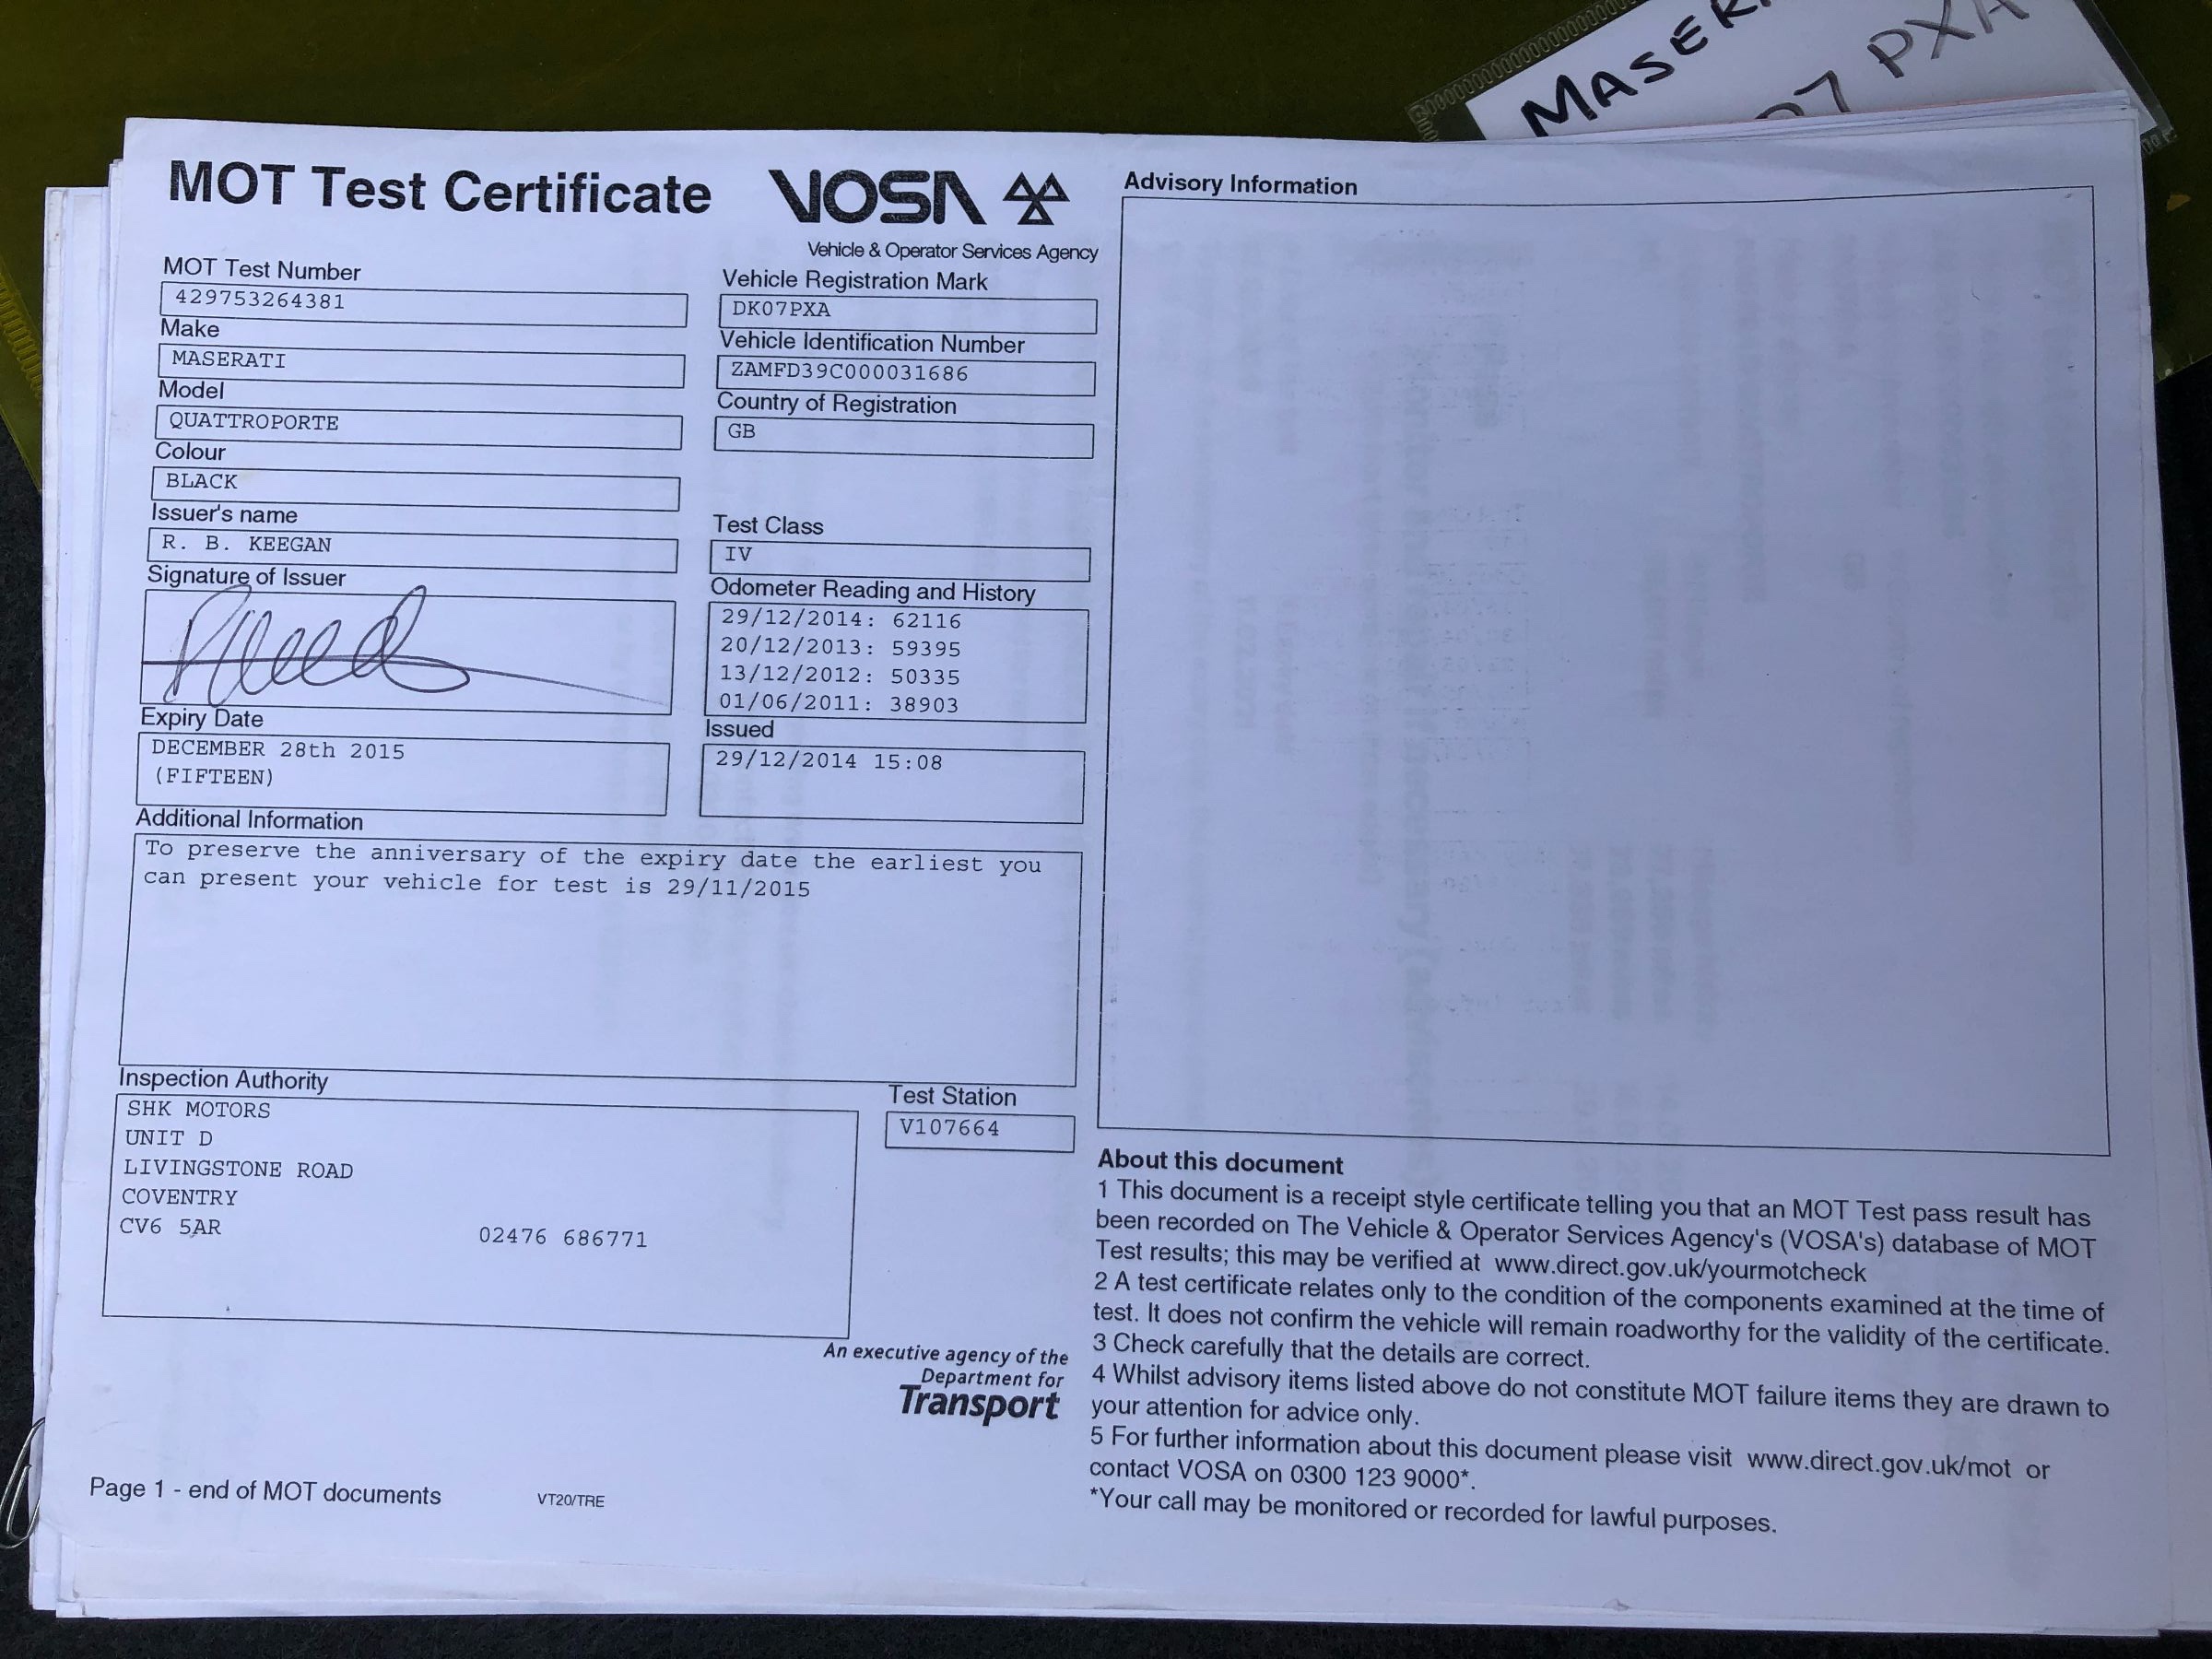 MASER
07 PXA
MOT Test Certificate
VOSA
Vehicle & Operator Services Agency
MOT Test Number
429753264381
Make
MASERATI
Model
QUATTROPORTE
Colour
BLACK
Issuer's name
R. B. KEEGAN
Signature of Issuer
Expiry Date
DECEMBER 28th 2015
(FIFTEEN)
Vehicle Registration Mark
DK07PXA
Vehicle Identification Number
ZAMFD39C000031686
Country of Registration
GB
Test Class
IV
Odometer Reading and History
29/12/2014: 62116
20/12/2013: 59395
13/12/2012: 50335
01/06/2011: 38903
Issued
29/12/2014 15:08
Additional Information
To preserve the anniversary of the expiry date the earliest you
can present your vehicle for test is 29/11/2015
Inspection Authority
SHK MOTORS
UNIT D
LIVINGSTONE ROAD
COVENTRY
CV6 5AR 02476 686771
Test Station
V107664
An executive agency of the
Department for
Transport
Page 1 - end of MOT documents
VT20/TRE
Advisory Information
About this document
1 This document is a receipt style certificate telling you that an MOT Test pass result has
been recorded on The Vehicle & Operator Services Agency's (VOSA's) database of MOT
Test results; this may be verified at www.direct.gov.uk/yourmotcheck
2 A test certificate relates only to the condition of the components examined at the time of
test. It does not confirm the vehicle will remain roadworthy for the validity of the certificate.
3 Check carefully that the details are correct.
4 Whilst advisory items listed above do not constitute MOT failure items they are drawn to
your attention for advice only.
5 For further information about this document please visit www.direct.gov.uk/mot or
contact VOSA on 0300 123 9000*.
*Your call may be monitored or recorded for lawful purposes.